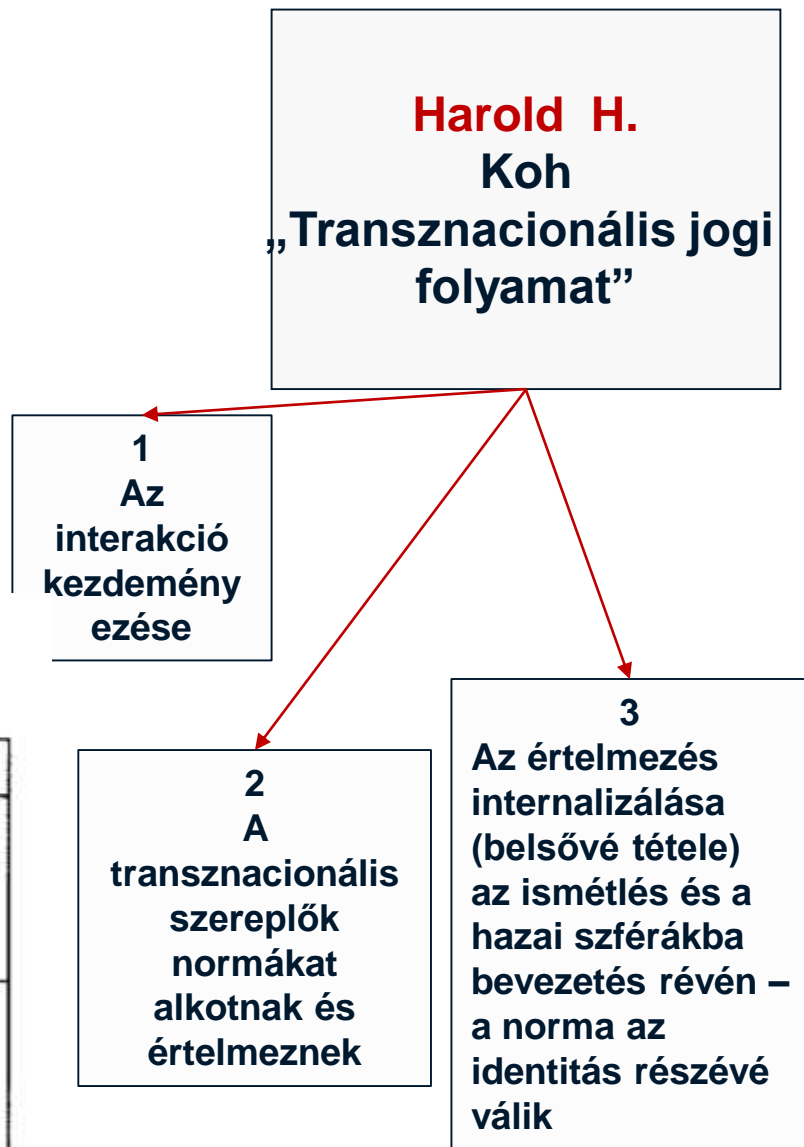 Harold H.
Koh
„Transznacionális jogi
folyamat”
1
Az
interakció
kezdemény
ezése
2
A
transznacionális
szereplők
normákat
alkotnak és
értelmeznek
3
Az értelmezés
internalizálása
(belsővé tétele)
az ismétlés és a
hazai szférákba
bevezetés révén –
a norma az
identitás részévé
válik